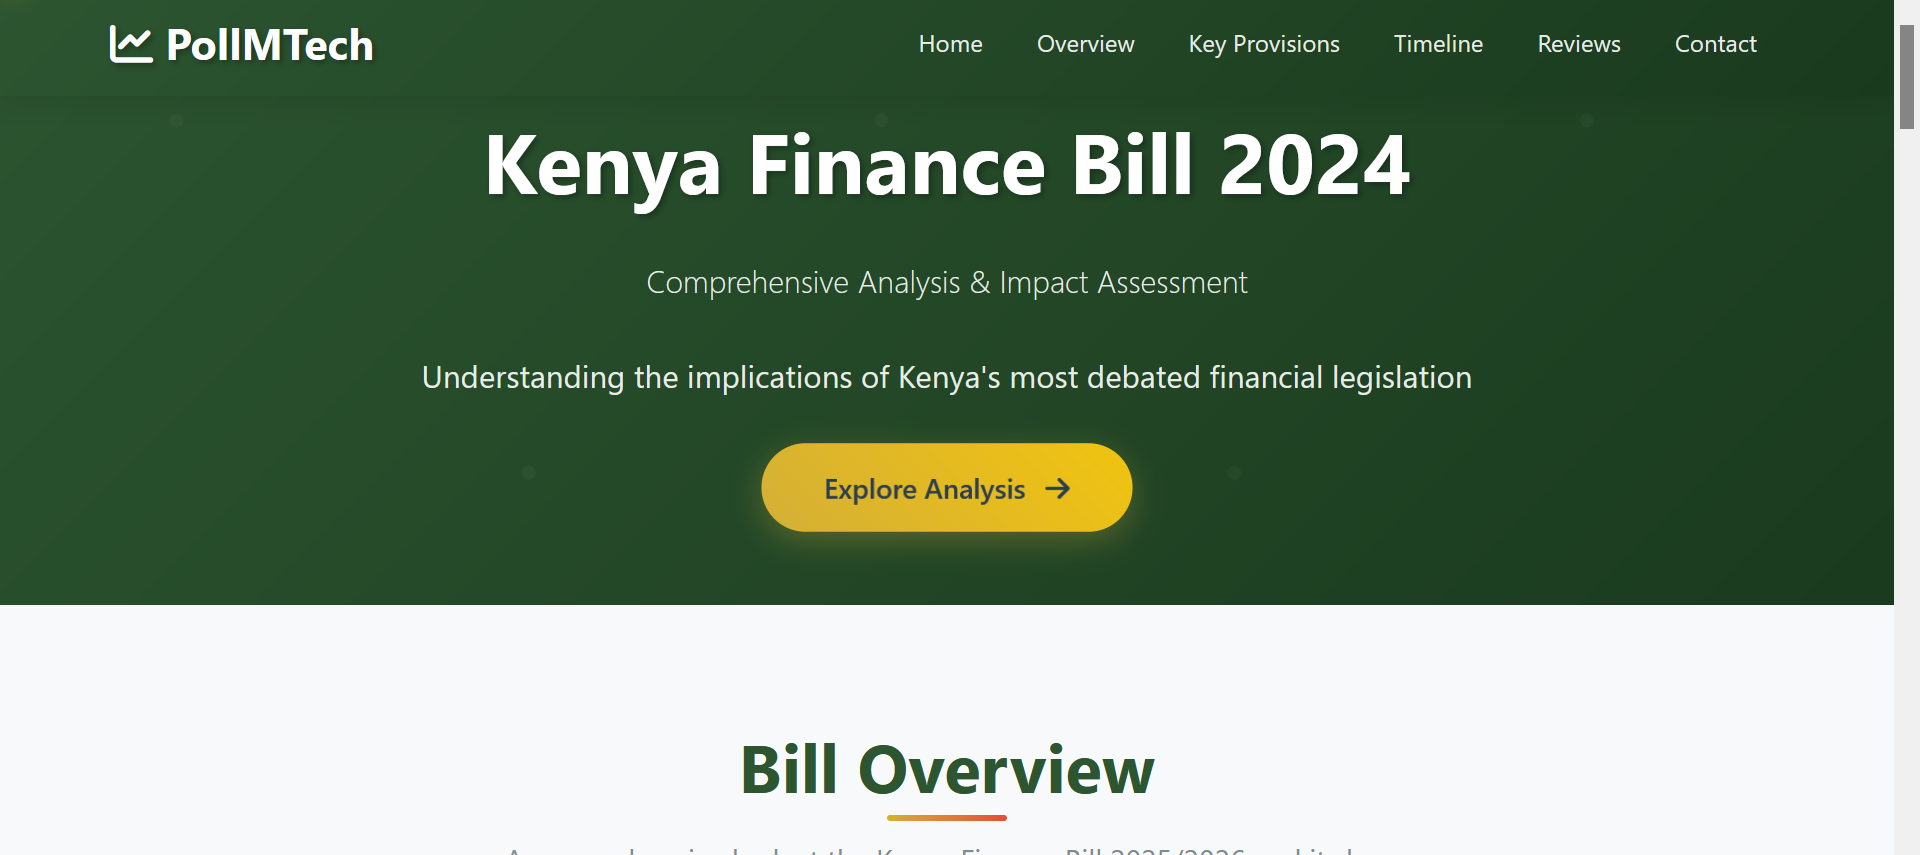 PollMTech
Home Overview Key Provisions Timeline Reviews Contact
Kenya Finance Bill 2024
Comprehensive Analysis & Impact Assessment
Understanding the implications of Kenya's most debated financial legislation
Explore Analysis
Bill Overview